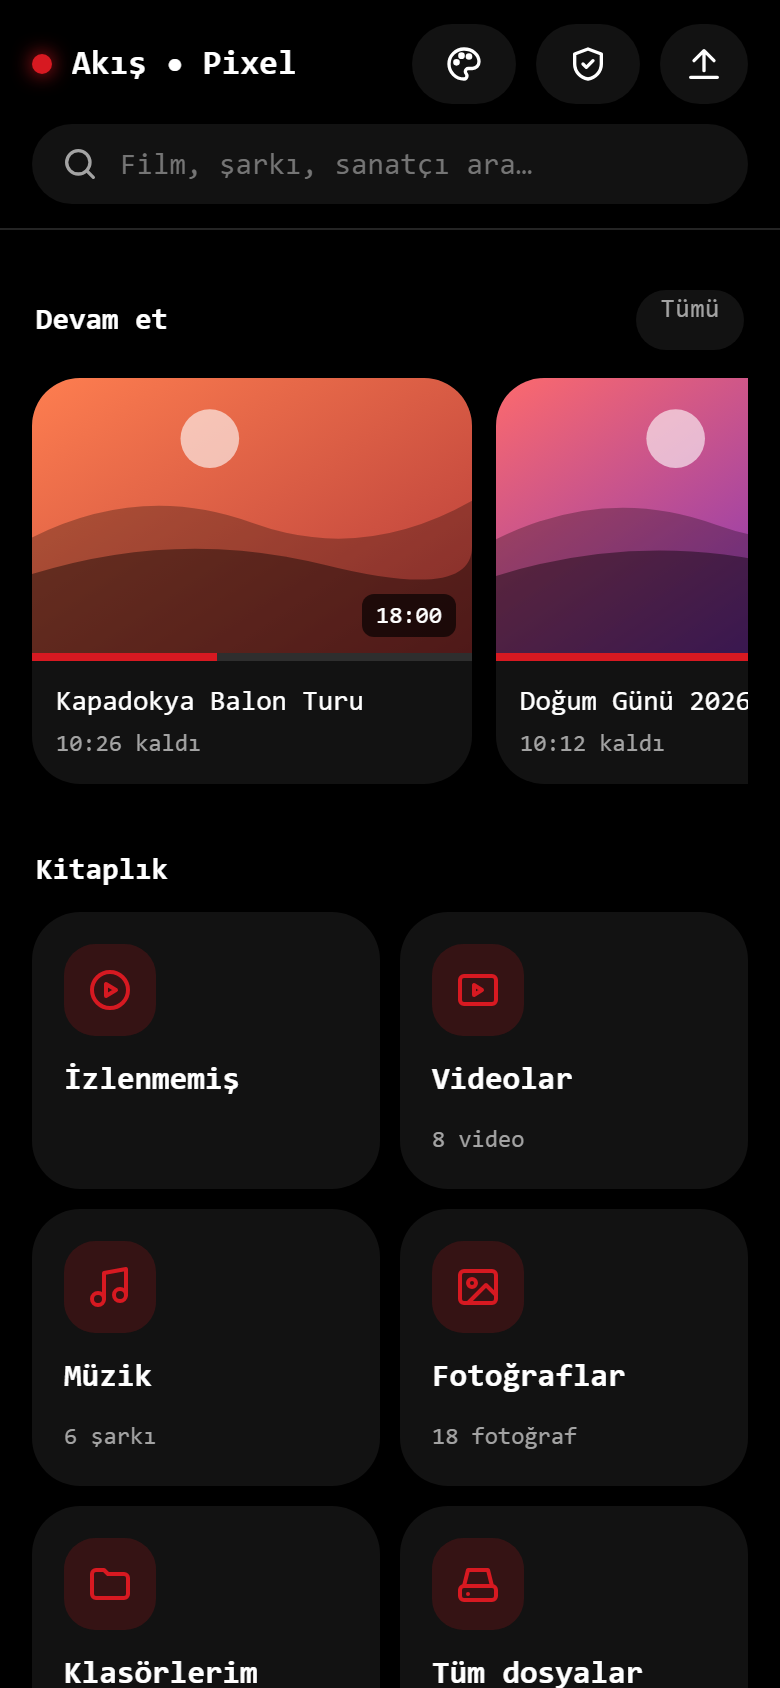 Akış • Pixel
Film, şarkı, sanatçı ara…
Devam et
Tümü
18:00
Kapadokya Balon Turu
10:26 kaldı
Doğum Günü 2026
10:12 kaldı
Kitaplık
İzlenmemiş
Videolar
8 video
Müzik
6 şarkı
Fotoğraflar
18 fotoğraf
Klasörlerim
Tüm dosyalar